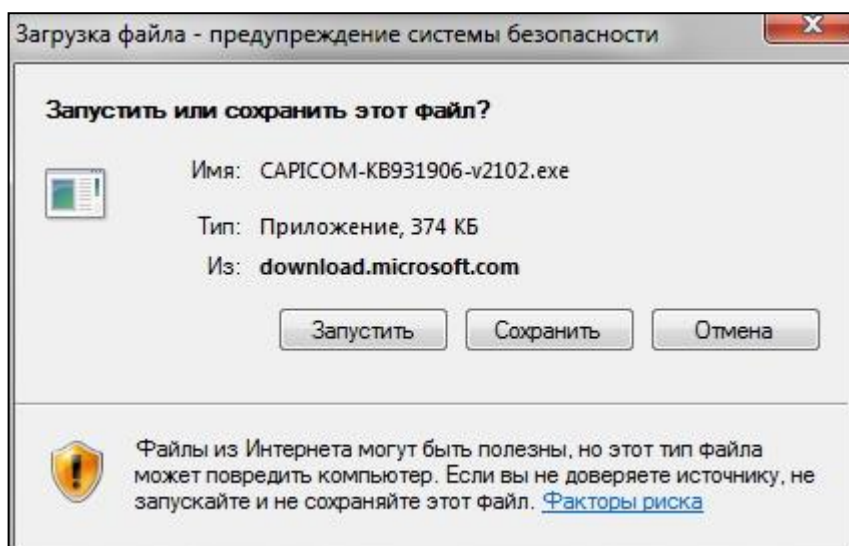 Загрузка файла - предупреждение системы безопасности
Запустить или сохранить этот файл?
Имя: CAPICOM-KB931906-v2102.exe
Тип: Приложение, 374 КБ
Из: download.microsoft.com
Запустить Сохранить Отмена
Файлы из Интернета могут быть полезны, но этот тип файла
может повредить компьютер. Если вы не доверяете источнику, не
запускайте и не сохраняйте этот файл. Факторы риска